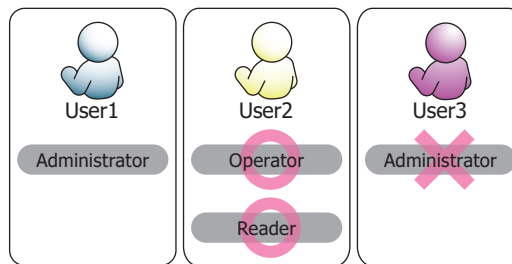 User1
Administrator
User2
Operator
Reader
User3
Administrator